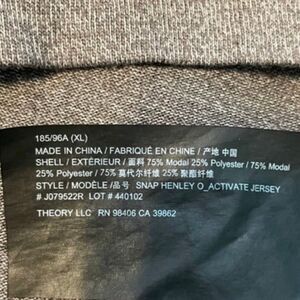 185/96A (XL)
MADE IN CHINA / FABRIQUÉ EN CHINE / 产地 中国
SHELL / EXTÉRIEUR / 面料 75% Modal 25% Polyester / 75% Modal
25% Polyester / 75% 莫代尔纤维 25% 聚酯纤维
STYLE / MODÈLE /品号 SNAP HENLEY O_ACTIVATE JERSEY
# J079522R LOT # 440102
THEORY LLC RN 98406 CA 39862